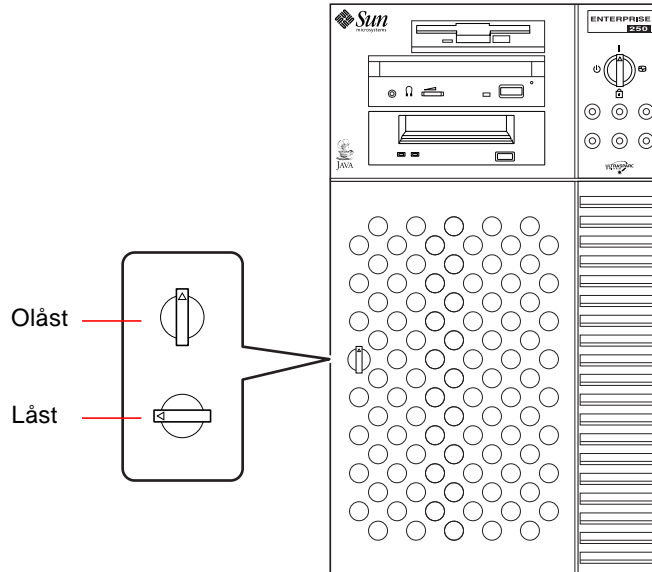 Sun
microsystems
ENTERPRISE
250
JAVA
ULTRASPARC
Olåst
Låst